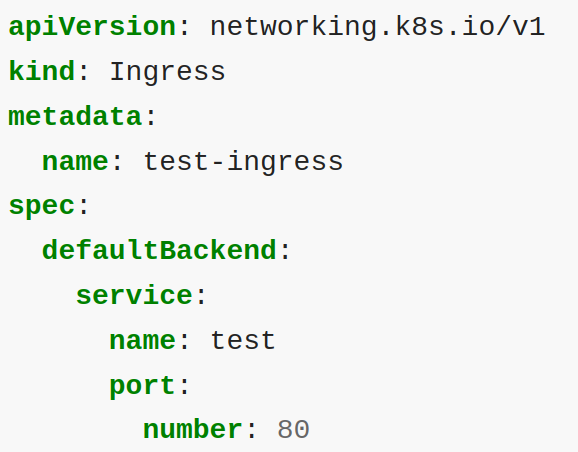 apiVersion: networking.k8s.io/v1
kind: Ingress
metadata:
  name: test-ingress
spec:
  defaultBackend:
    service:
      name: test
      port:
        number: 80